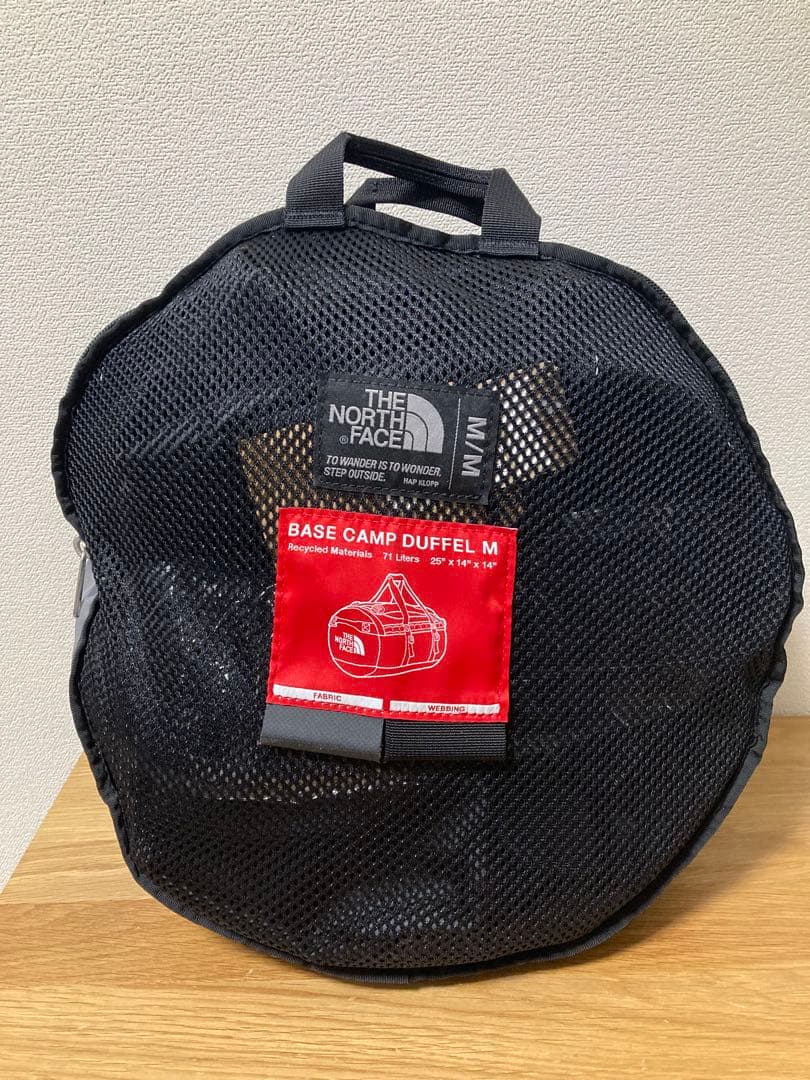 THE
NORTH
® FACE
M/M
TO WANDER IS TO WONDER.
STEP OUTSIDE. HAP KLOPP
BASE CAMP DUFFEL M
Recycled Materials 71 Liters 25" x 14" x 14"
THE
NORTH
FACE
FABRIC WEBBING